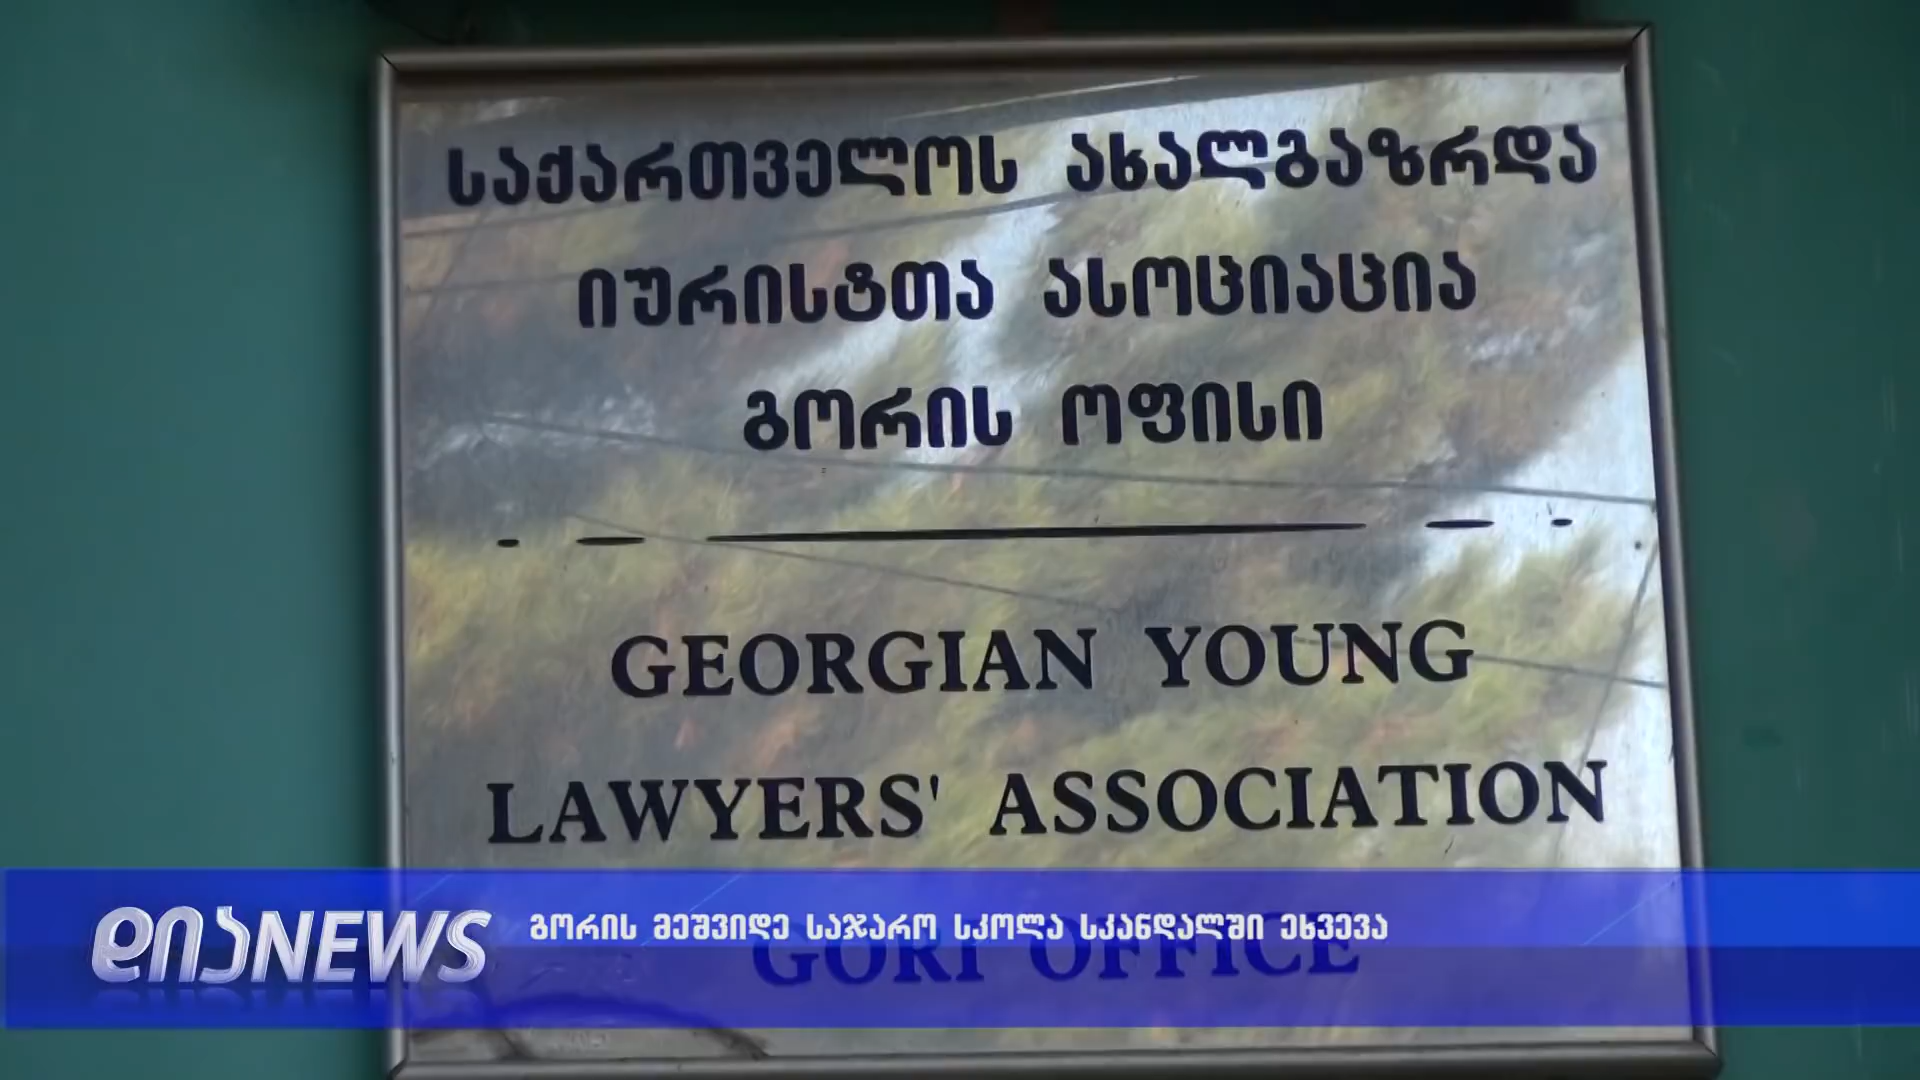 საქართველოს ახალგაზრდა
იურისტთა ასოციაცია
გორის ოფისი
GEORGIAN YOUNG
LAWYERS' ASSOCIATION
GORI OFFICE
დიაNEWS
გორის მეშვიდე საჯარო სკოლა სკანდალში ეხვევა